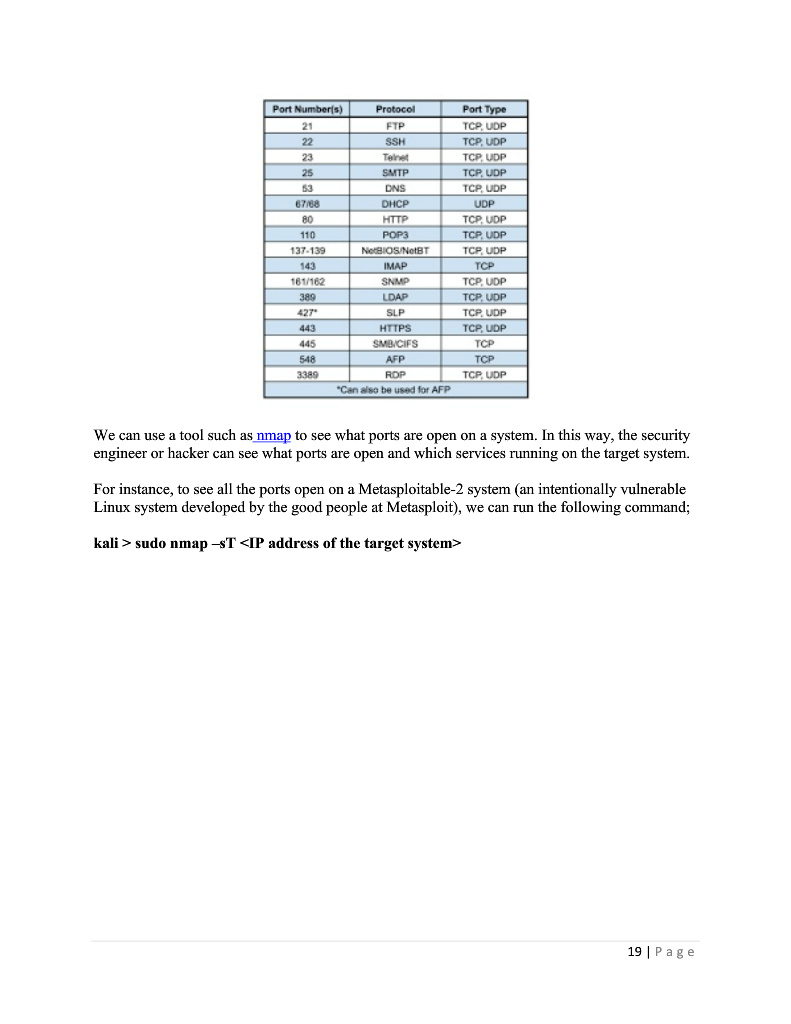 Port Number(s) Protocol Port Type
21 FTP TCP, UDP
22 SSH TCP, UDP
23 Telnet TCP, UDP
25 SMTP TCP, UDP
53 DNS TCP, UDP
67/68 DHCP UDP
80 HTTP TCP, UDP
110 POP3 TCP, UDP
137-139 NetBIOS/NetBT TCP, UDP
143 IMAP TCP
161/162 SNMP TCP, UDP
389 LDAP TCP, UDP
427* SLP TCP, UDP
443 HTTPS TCP, UDP
445 SMB/CIFS TCP
548 AFP TCP
3389 RDP TCP, UDP
*Can also be used for AFP
We can use a tool such as nmap to see what ports are open on a system. In this way, the security
engineer or hacker can see what ports are open and which services running on the target system.
For instance, to see all the ports open on a Metasploitable-2 system (an intentionally vulnerable
Linux system developed by the good people at Metasploit), we can run the following command;
kali > sudo nmap –sT <IP address of the target system>
19 | P a g e